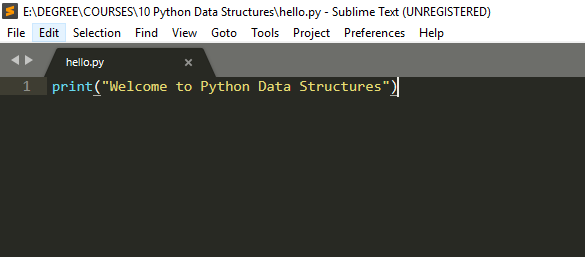 E:\DEGREE\COURSES\10 Python Data Structures\hello.py - Sublime Text (UNREGISTERED)
File Edit Selection Find View Goto Tools Project Preferences Help
hello.py
1 print("Welcome to Python Data Structures")